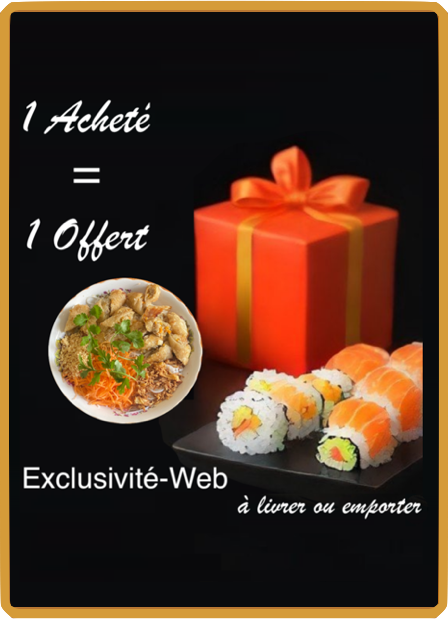 1 Acheté
=
1 Offert
Exclusivité-Web
à livrer ou emporter